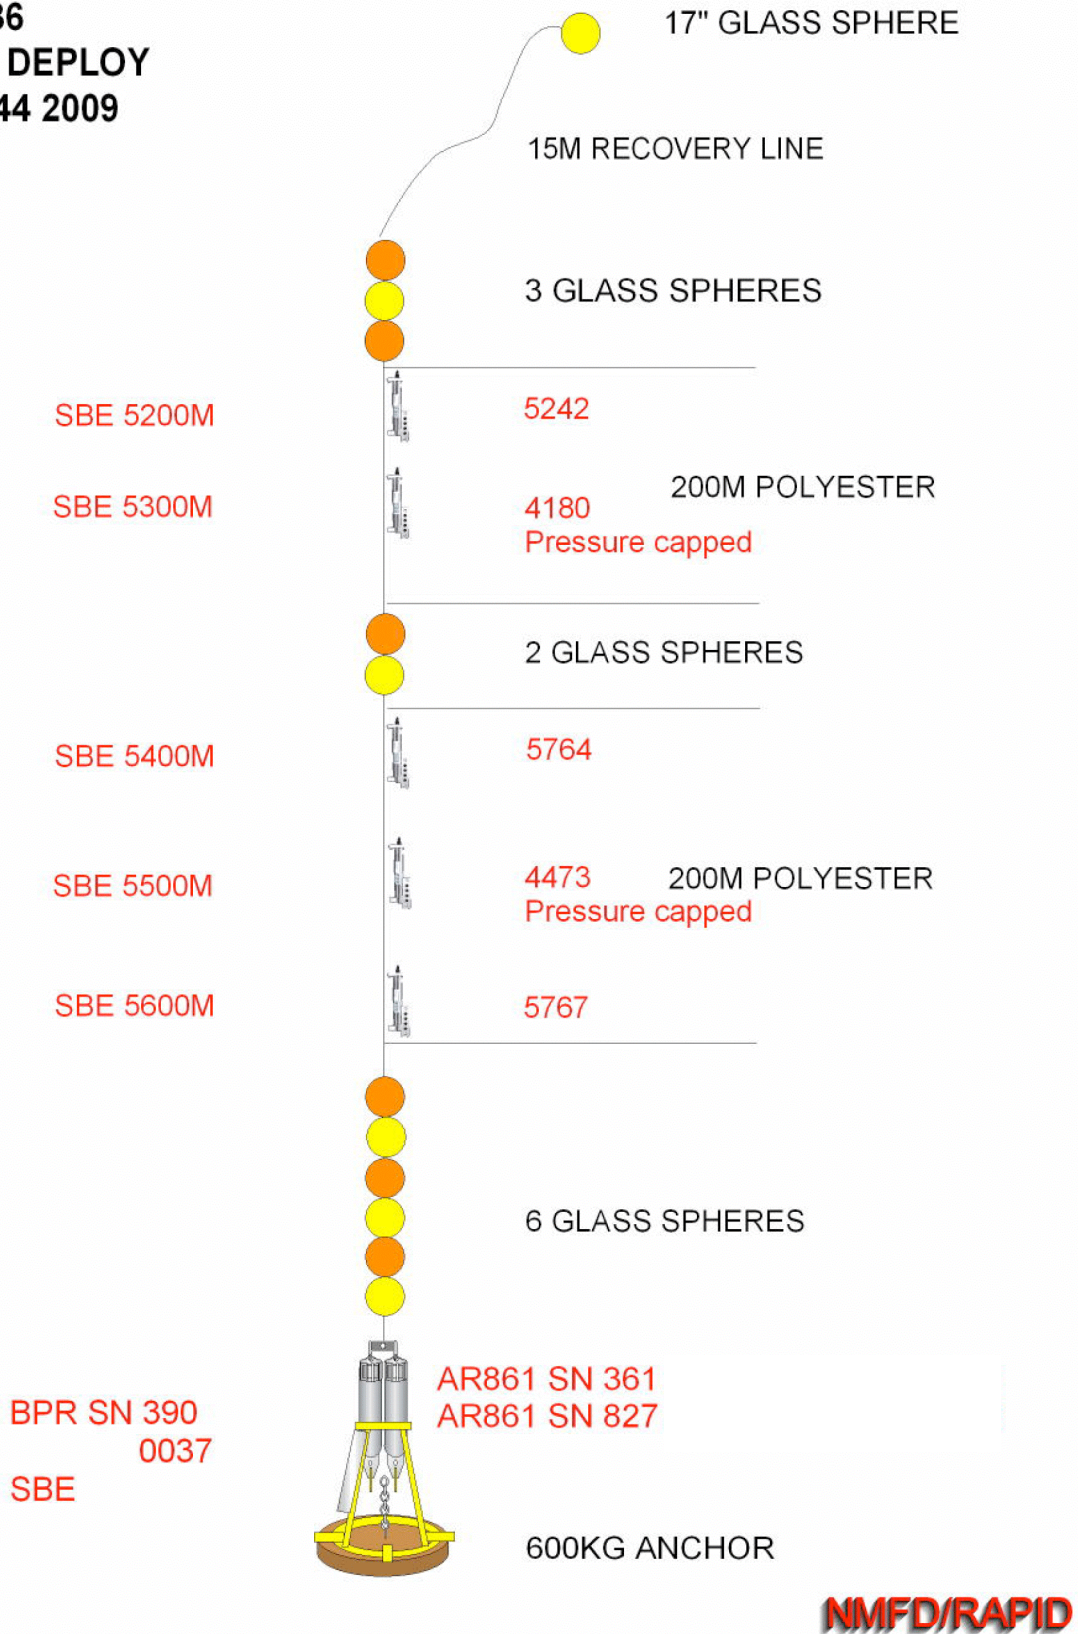 36
DEPLOY
44 2009
17" GLASS SPHERE
15M RECOVERY LINE
3 GLASS SPHERES
SBE 5200M
5242
SBE 5300M
4180
200M POLYESTER
Pressure capped
2 GLASS SPHERES
SBE 5400M
5764
SBE 5500M
4473
200M POLYESTER
Pressure capped
SBE 5600M
5767
6 GLASS SPHERES
AR861 SN 361
BPR SN 390
AR861 SN 827
0037
SBE
600KG ANCHOR
NMFD/RAPID